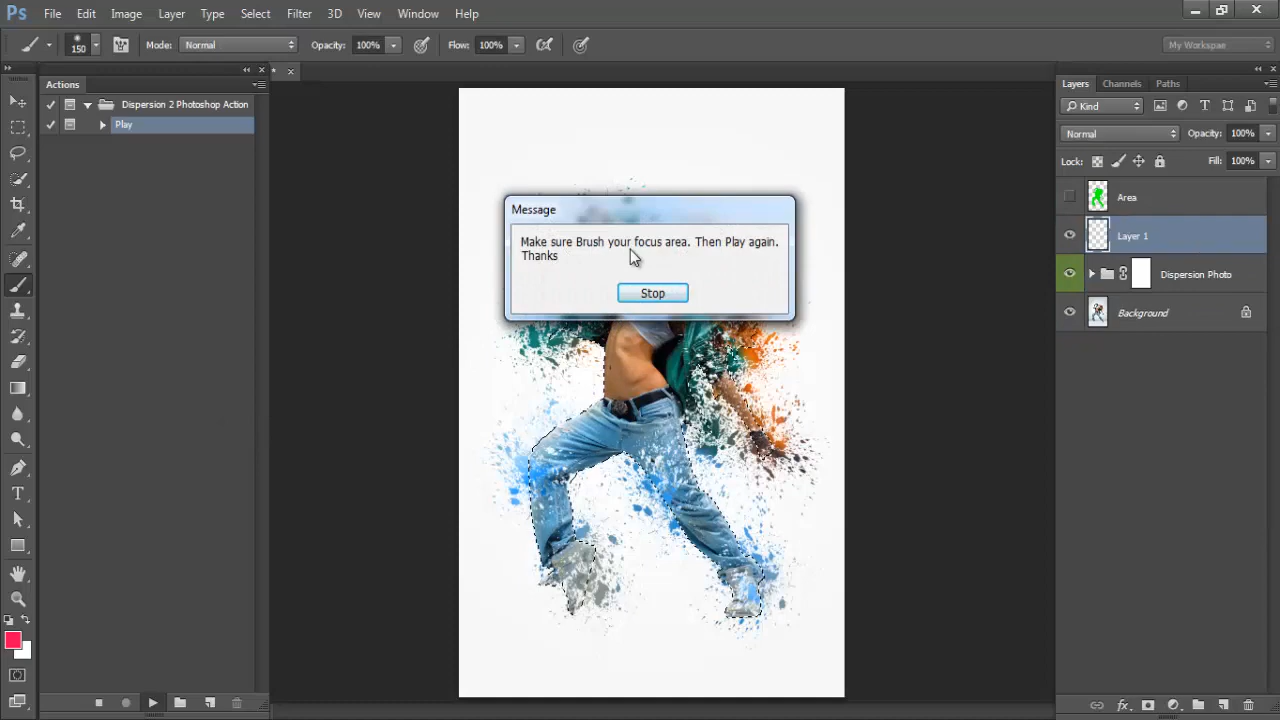 Ps File Edit Image Layer Type Select Filter 3D View Window Help
150 Mode: Normal Opacity: 100% Flow: 100% My Workspae
*
Actions
Dispersion 2 Photoshop Action
Play
Message
Make sure Brush your focus area. Then Play again.
Thanks
Stop
Layers Channels Paths
Kind
Normal Opacity: 100%
Lock: Fill: 100%
Area
Layer 1
Dispersion Photo
Background